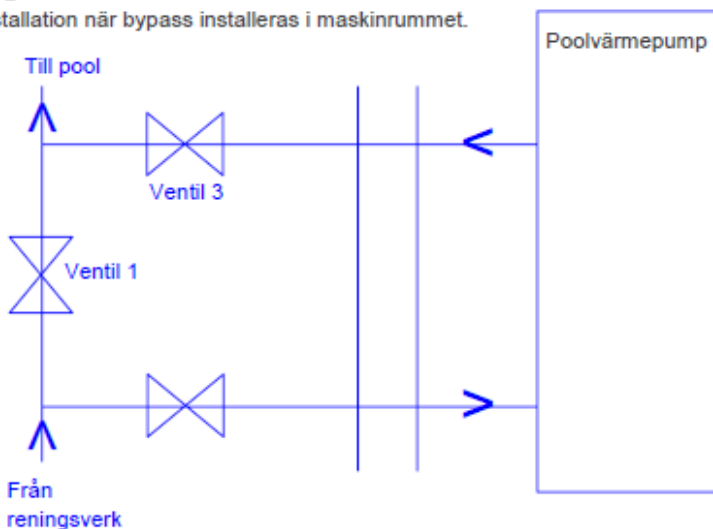 stallation när bypass installeras i maskinrummet.
Poolvärmepump
Till pool
Ventil 3
Ventil 1
Från
reningsverk